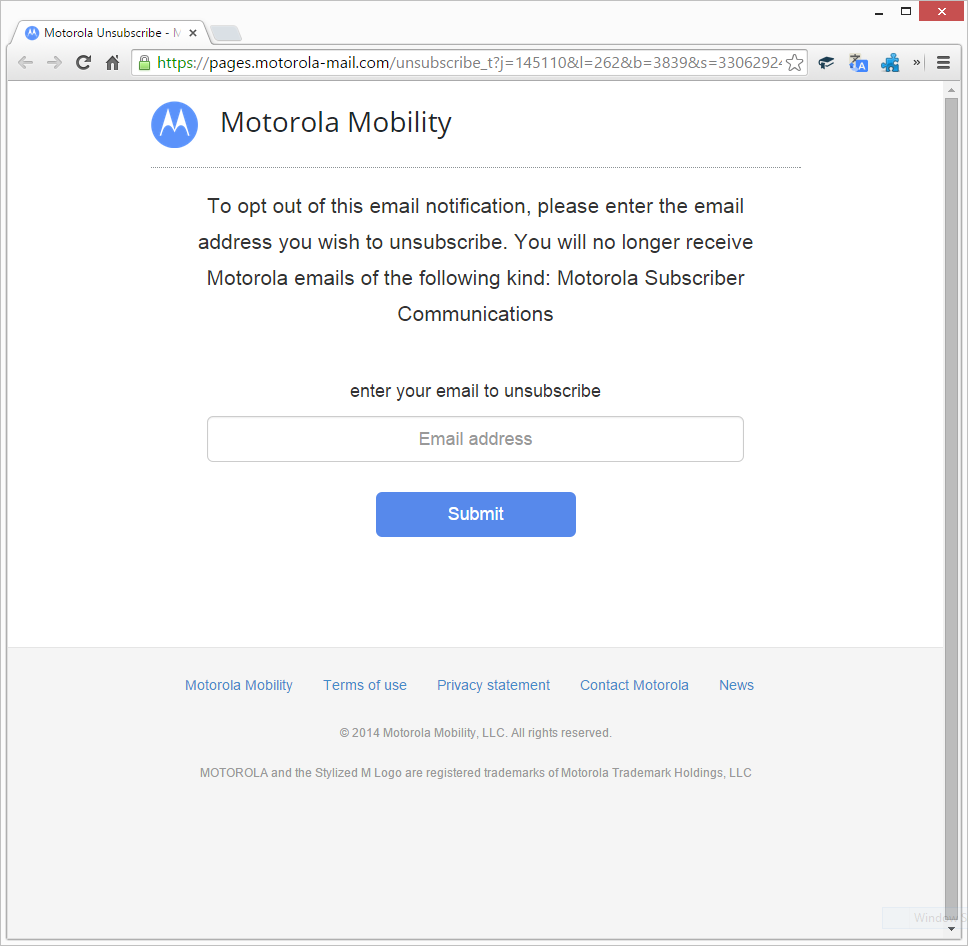 Motorola Unsubscribe -
https://pages.motorola-mail.com/unsubscribe_t?j=145110&l=262&b=3839&s=3306292
»
Motorola Mobility
To opt out of this email notification, please enter the email
address you wish to unsubscribe. You will no longer receive
Motorola emails of the following kind: Motorola Subscriber
Communications
enter your email to unsubscribe
Email address
Submit
Motorola Mobility Terms of use Privacy statement Contact Motorola News
© 2014 Motorola Mobility, LLC. All rights reserved.
MOTOROLA and the Stylized M Logo are registered trademarks of Motorola Trademark Holdings, LLC
Window S